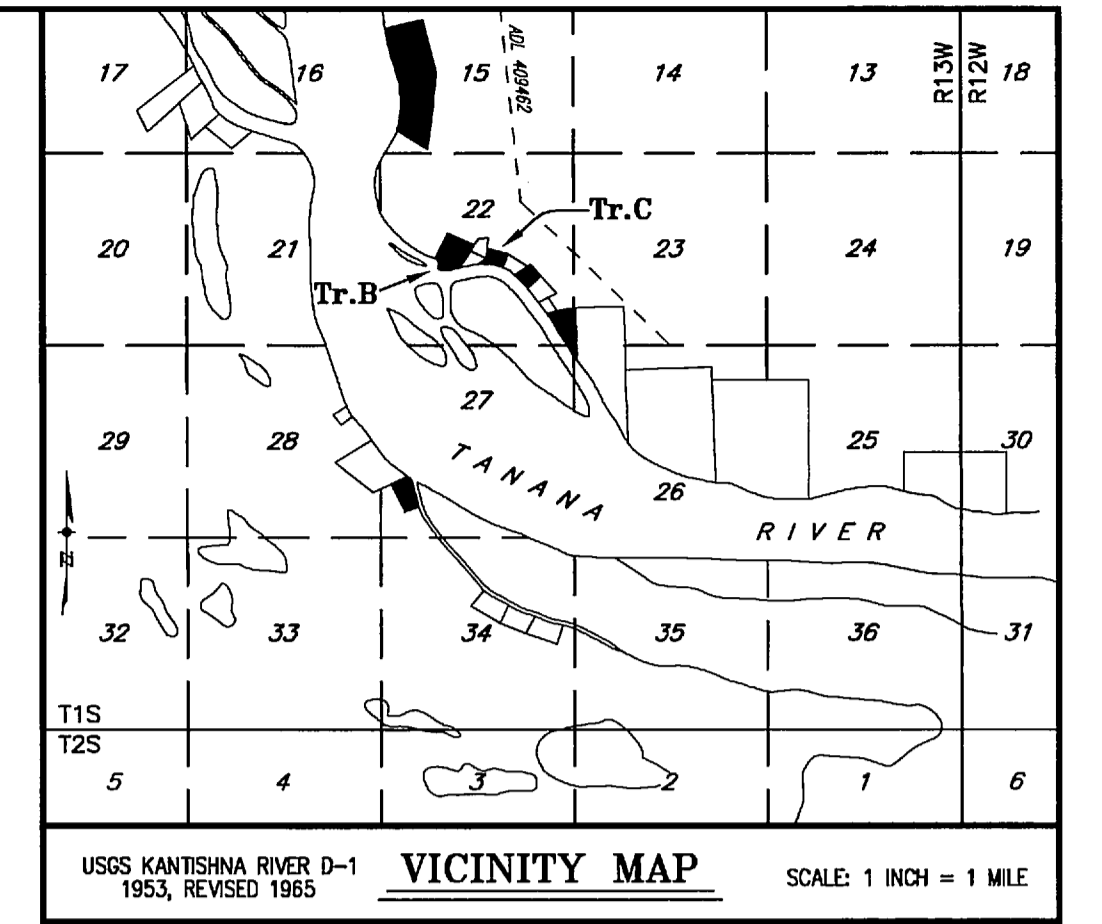 17 16 15 14 13 18
ADL 409462
R13W R12W
22 Tr.C
20 21 23 24 19
Tr.B
27
29 28 25 30
TANANA
26
RIVER
N
32 33 34 35 36 31
T1S
T2S
5 4 3 2 1 6
USGS KANTISHNA RIVER D-1
1953, REVISED 1965
VICINITY MAP
SCALE: 1 INCH = 1 MILE